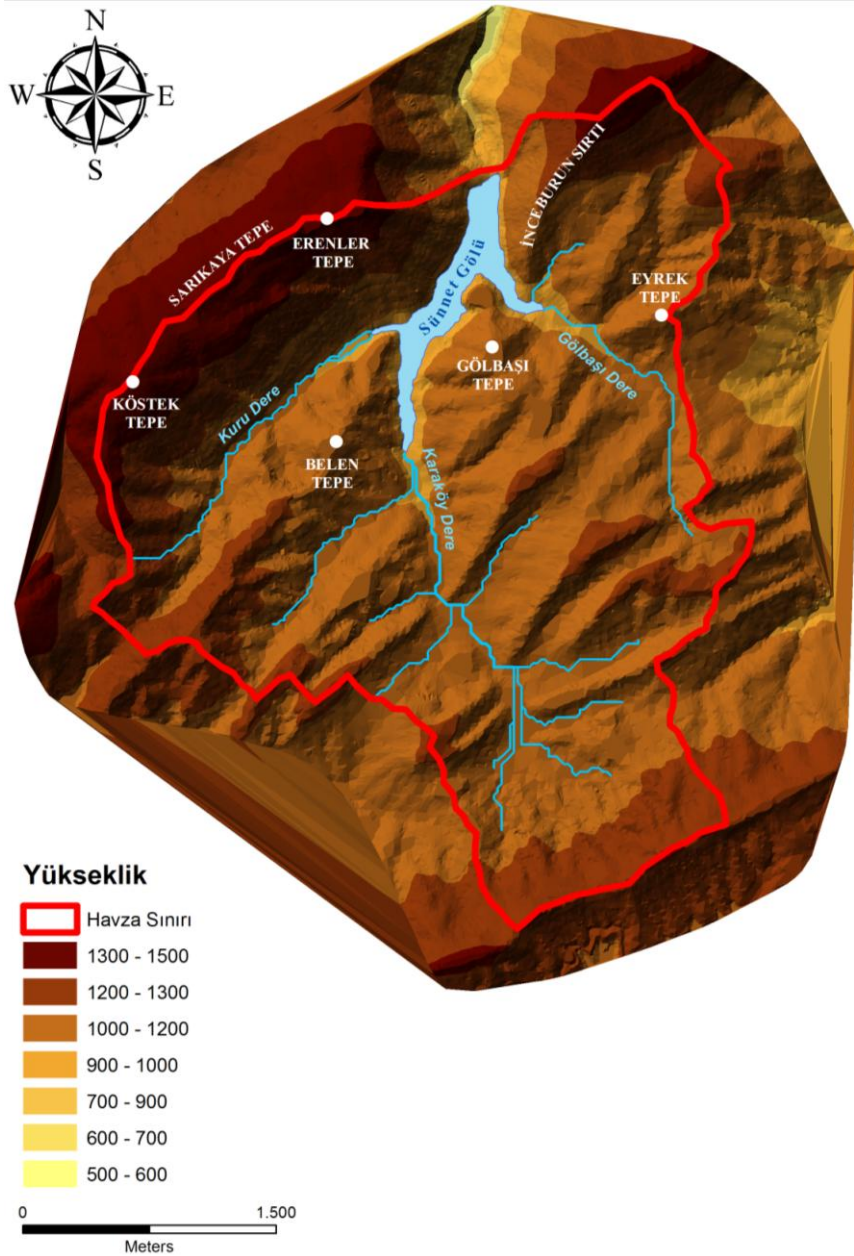 N
W
E
S
İNCEBURUN SIRTI
SARIKAYA TEPE
ERENLER
TEPE
Sünnet Gölü
EYREK
TEPE
GÖLBAŞI
TEPE
Gölbaşı Dere
KÖSTEK
TEPE
Kuru Dere
BELEN
TEPE
Karaköy Dere
Yükseklik
Havza Sınırı
1300 - 1500
1200 - 1300
1000 - 1200
900 - 1000
700 - 900
600 - 700
500 - 600
0 1.500
Meters